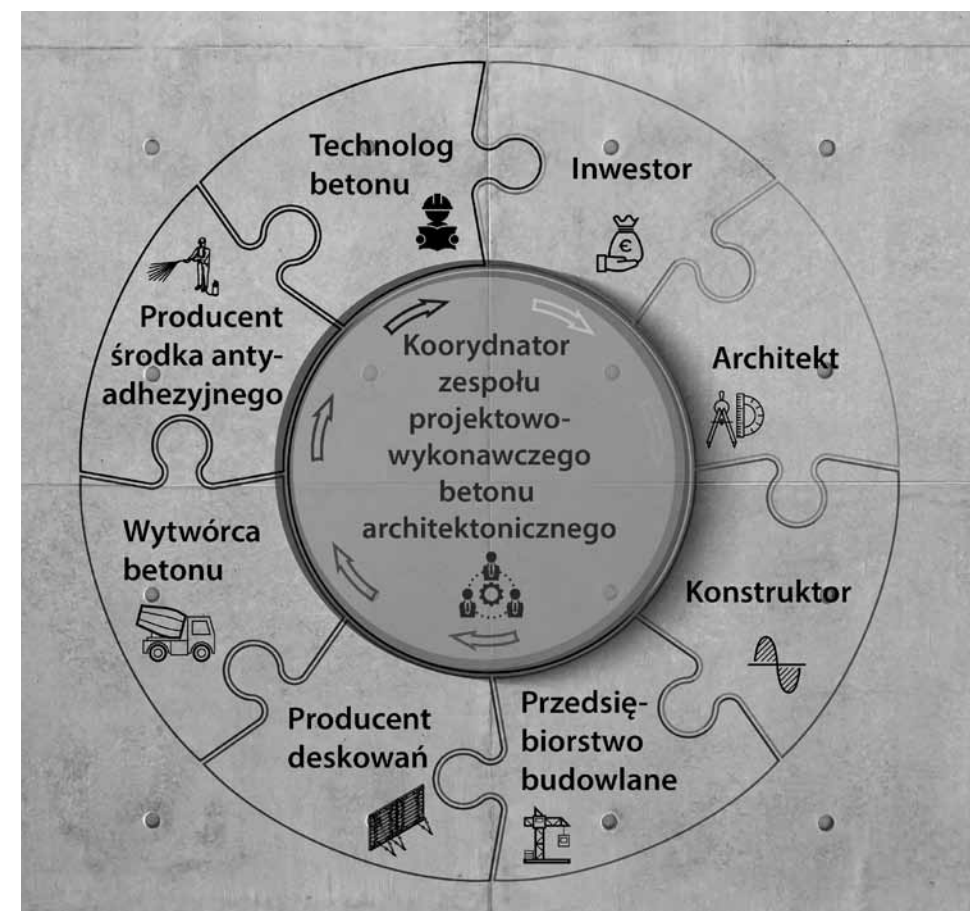 Technolog
betonu
Inwestor
€
Architekt
Konstruktor
Przedsię-
biorstwo
budowlane
Producent
deskowań
Wytwórca
betonu
Producent
środka anty-
adhezyjnego
Koorydnator
zespołu
projektowo-
wykonawczego
betonu
architektonicznego